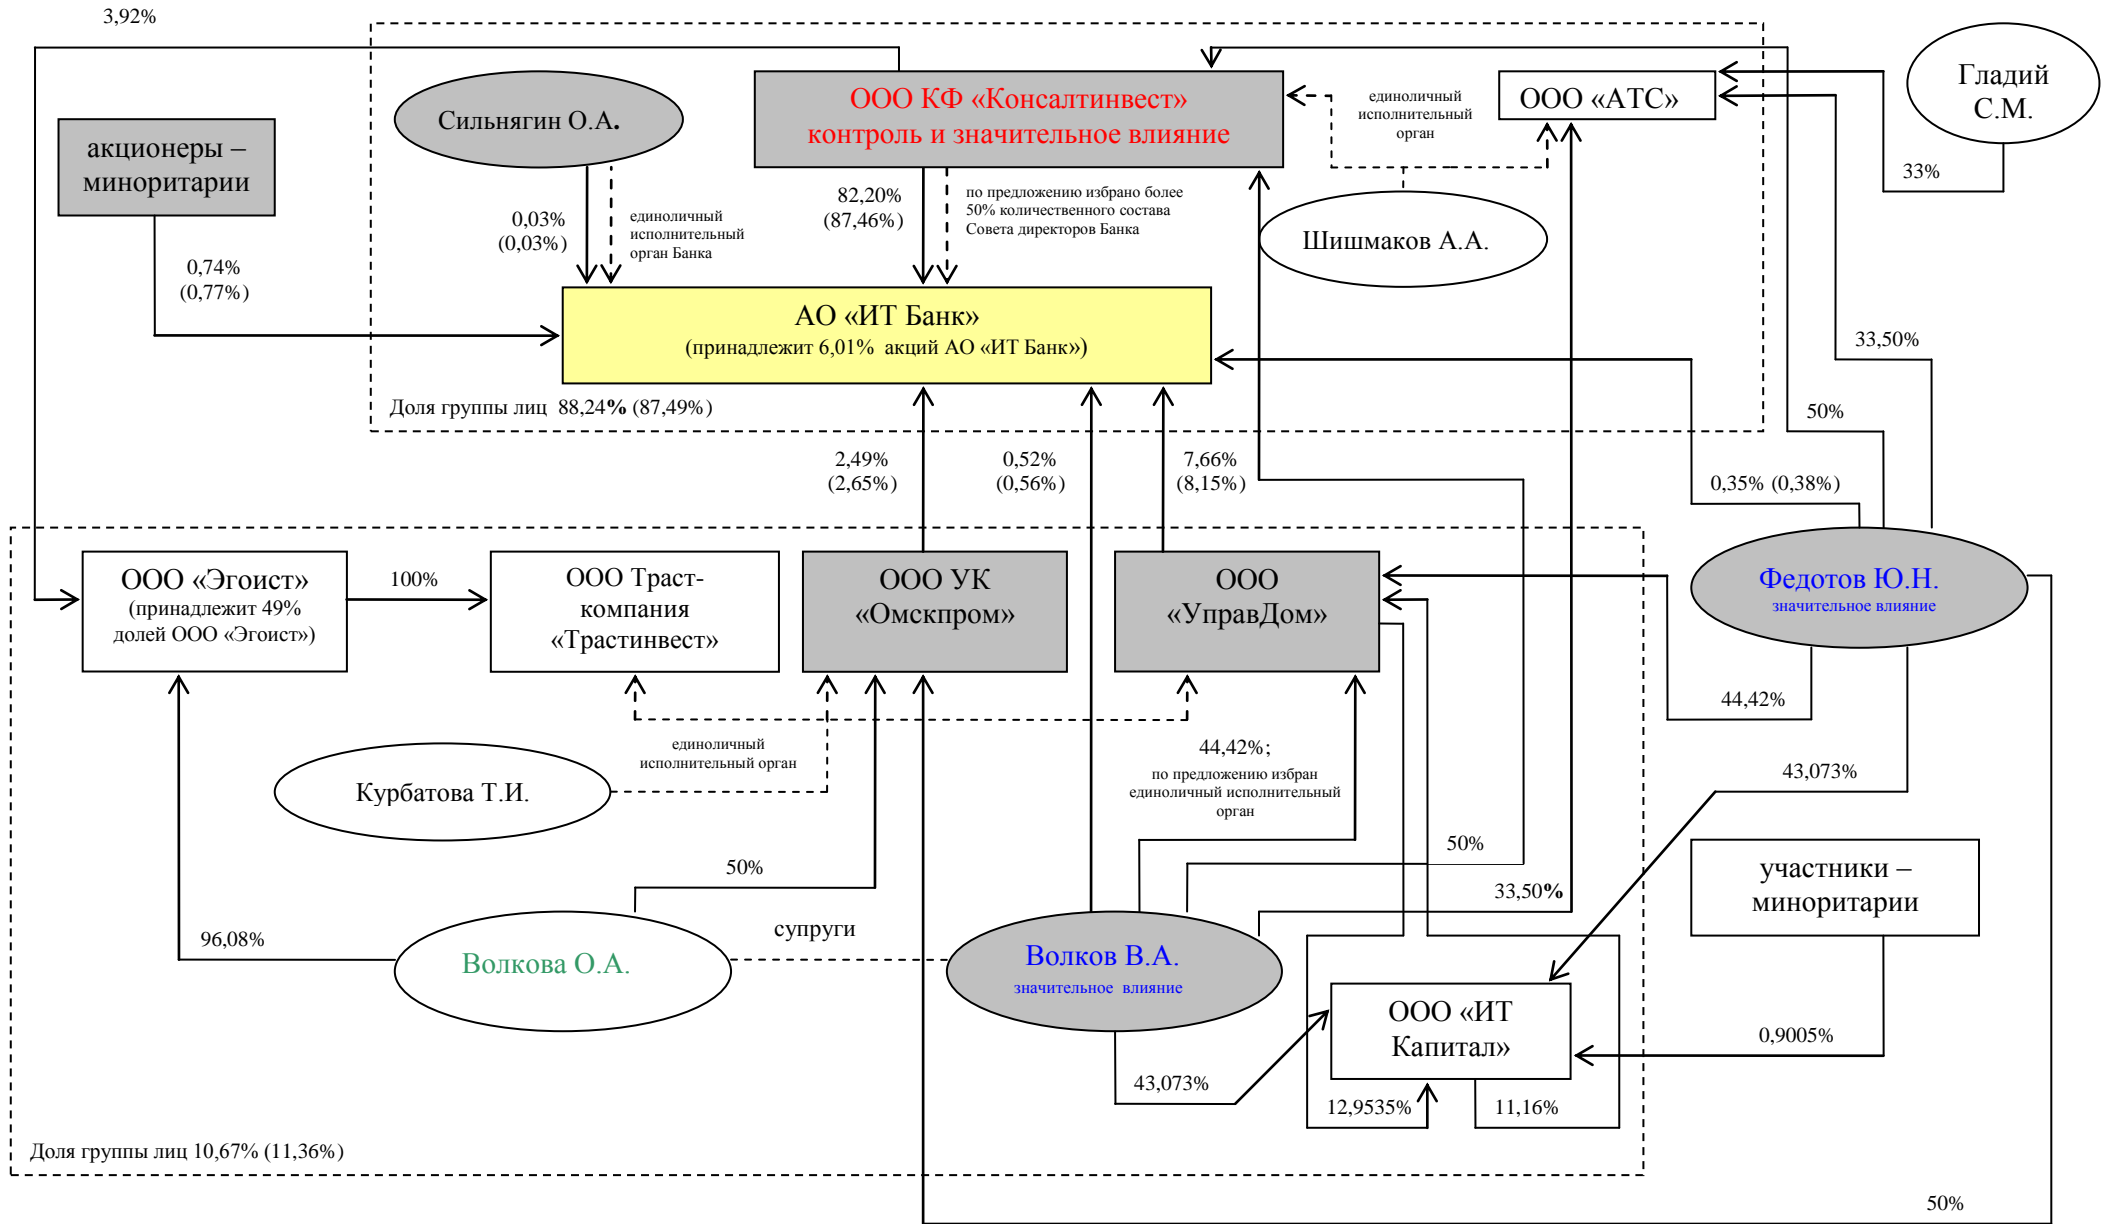 3,92%
Сильнягин О.А.
ООО КФ «Консалтинвест»
контроль и значительное влияние
единоличный
исполнительный
орган
ООО «АТС»
Гладий
С.М.
33%
акционеры –
миноритарии
0,74%
(0,77%)
0,03%
(0,03%)
единоличный
исполнительный
орган Банка
82,20%
(87,46%)
по предложению избрано более
50% количественного состава
Совета директоров Банка
Шишмаков А.А.
АО «ИТ Банк»
(принадлежит 6,01% акций АО «ИТ Банк»)
33,50%
Доля группы лиц 88,24% (87,49%)
50%
2,49%
(2,65%)
0,52%
(0,56%)
7,66%
(8,15%)
0,35% (0,38%)
ООО «Эгоист»
(принадлежит 49%
долей ООО «Эгоист»)
100%
ООО Траст-
компания
«Трастинвест»
ООО УК
«Омскпром»
ООО
«УправДом»
Федотов Ю.Н.
значительное влияние
44,42%
единоличный
исполнительный орган
44,42%;
по предложению избран
единоличный исполнительный
орган
43,073%
Курбатова Т.И.
50%
50%
33,50%
участники –
миноритарии
96,08%
Волкова О.А.
супруги
Волков В.А.
значительное влияние
ООО «ИТ
Капитал»
0,9005%
43,073%
12,9535%
11,16%
Доля группы лиц 10,67% (11,36%)
50%